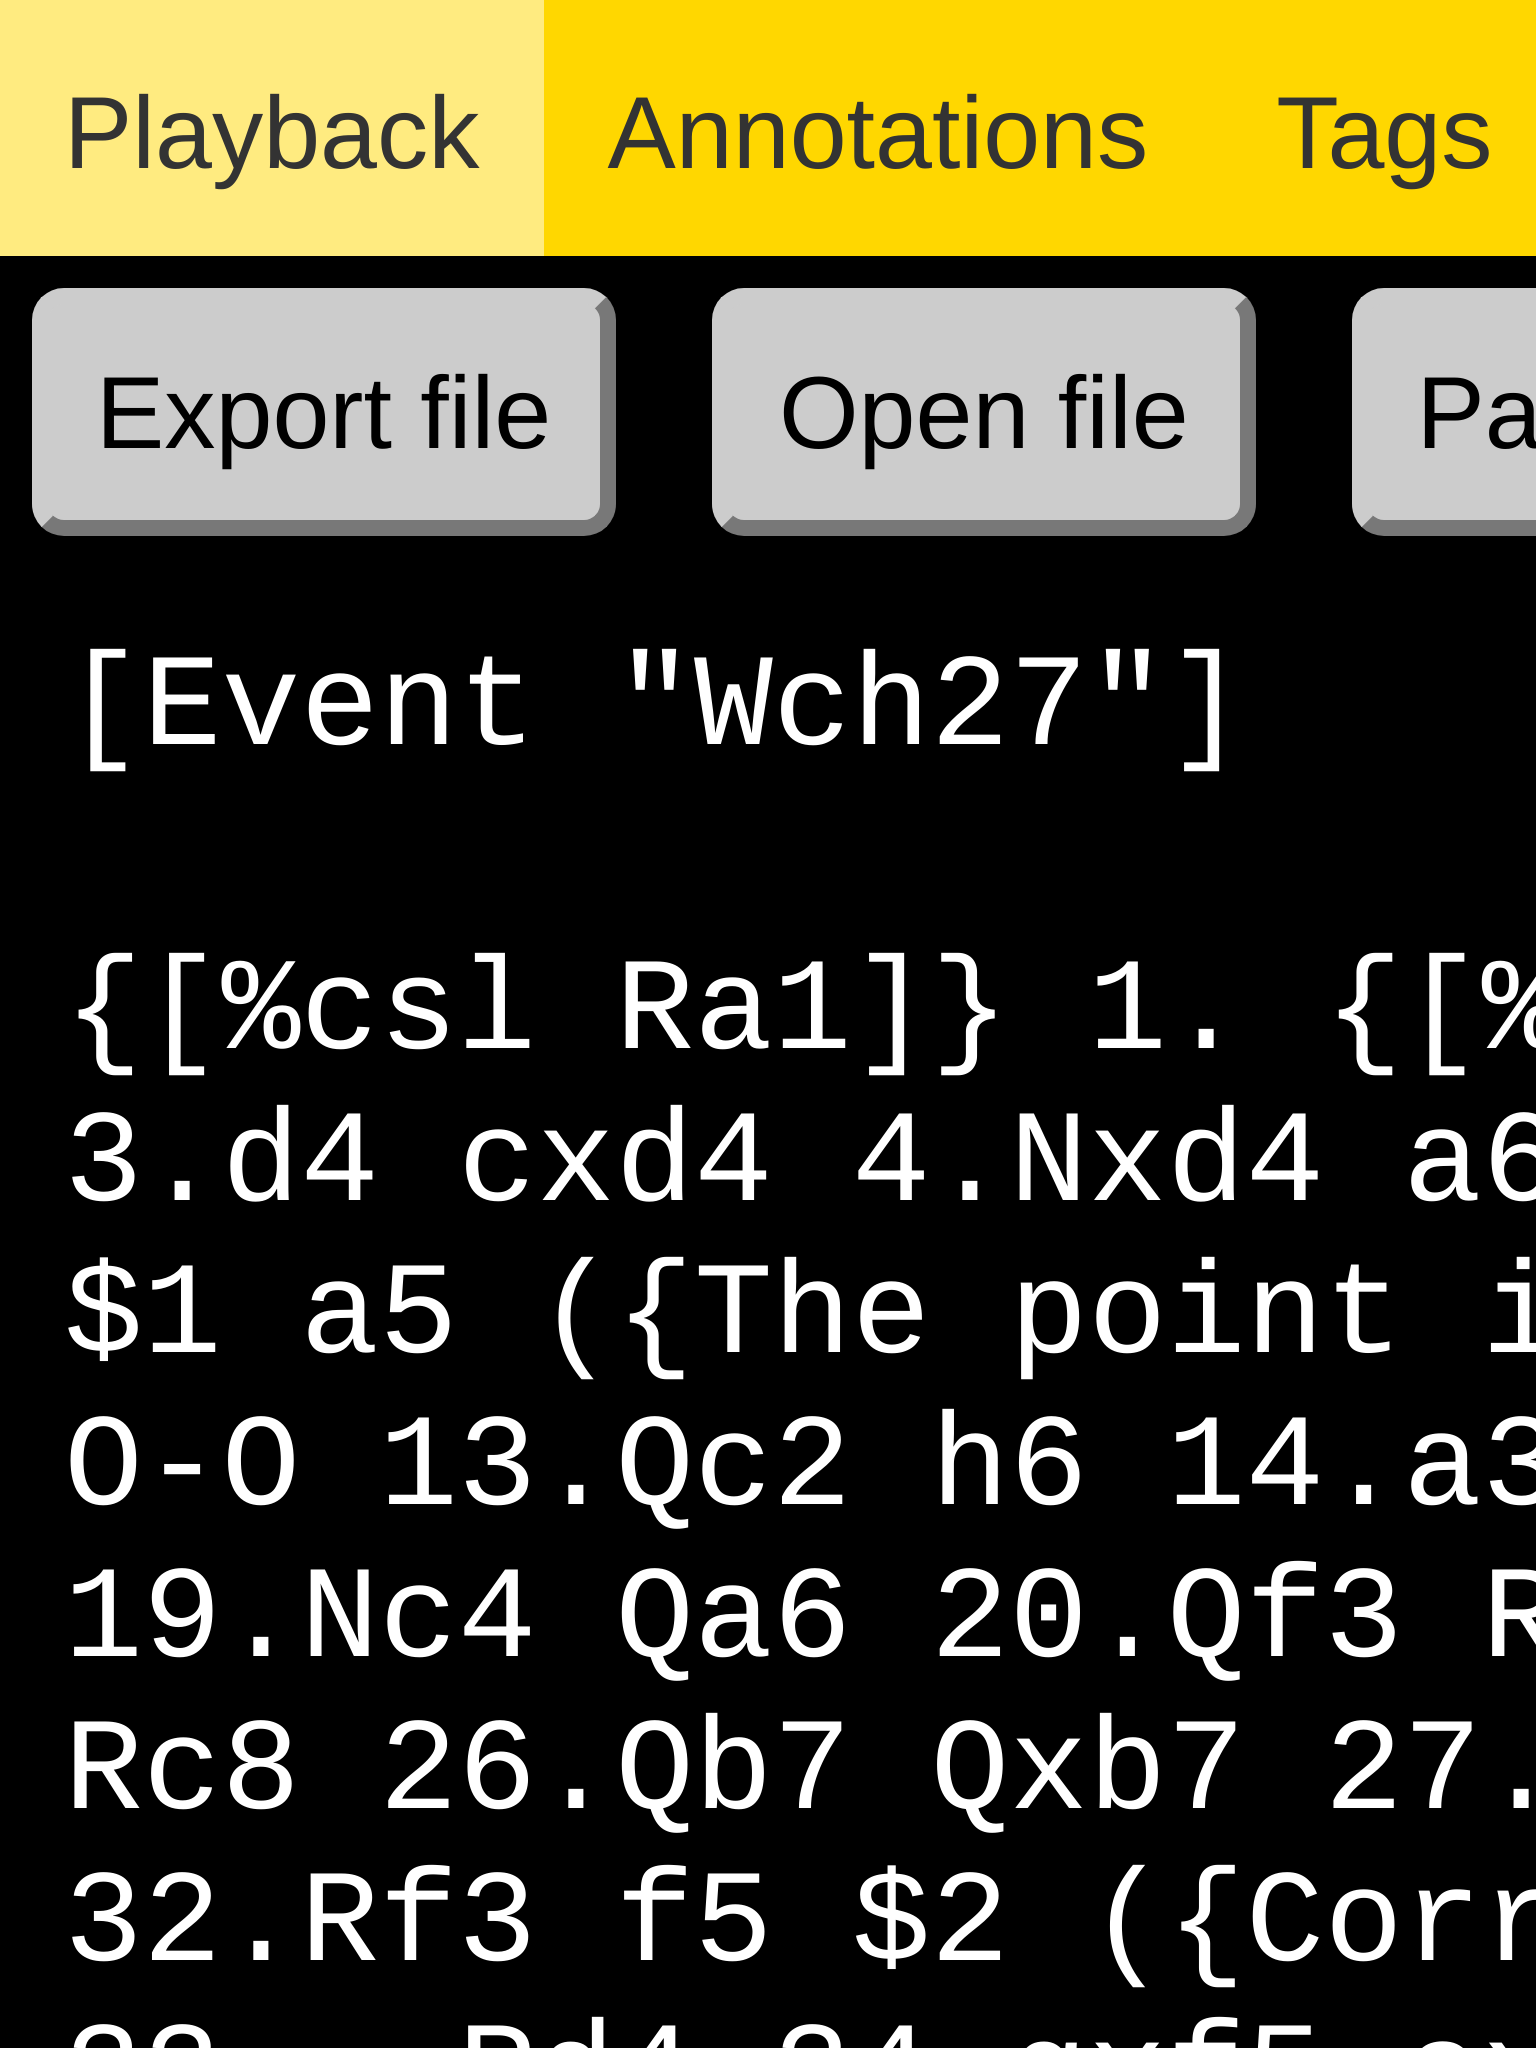 Playback Annotations Tags
Export file Open file Pa
[Event "Wch27"]
{[%csl Ra1]} 1. {[%
3.d4 cxd4 4.Nxd4 a6
$1 a5 ({The point i
O-O 13.Qc2 h6 14.a3
19.Nc4 Qa6 20.Qf3 R
Rc8 26.Qb7 Qxb7 27.
32.Rf3 f5 $2 ({Corr